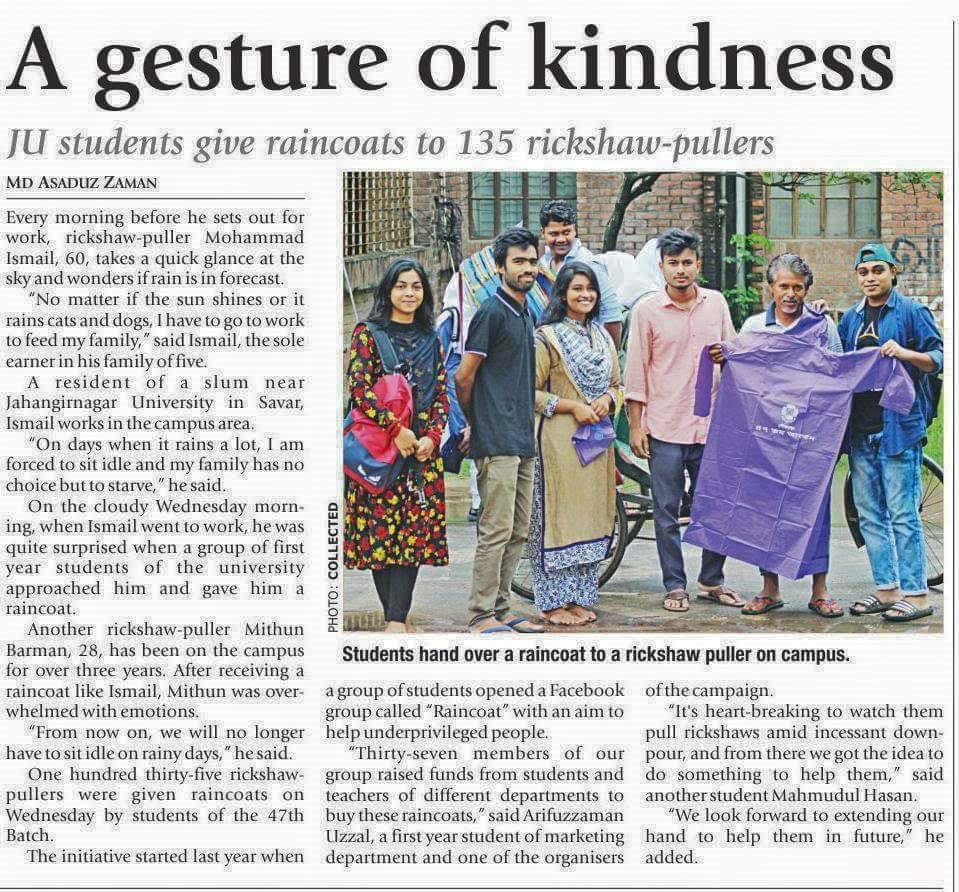 A gesture of kindness
JU students give raincoats to 135 rickshaw-pullers
MD ASADUZ ZAMAN
Every morning before he sets out for
work, rickshaw-puller Mohammad
Ismail, 60, takes a quick glance at the
sky and wonders if rain is in forecast.
“No matter if the sun shines or it
rains cats and dogs, I have to go to work
to feed my family,” said Ismail, the sole
earner in his family of five.
A resident of a slum near
Jahangirnagar University in Savar,
Ismail works in the campus area.
“On days when it rains a lot, I am
forced to sit idle and my family has no
choice but to starve,” he said.
On the cloudy Wednesday morn-
ing, when Ismail went to work, he was
quite surprised when a group of first
year students of the university
approached him and gave him a
raincoat.
Another rickshaw-puller Mithun
Barman, 28, has been on the campus
for over three years. After receiving a
raincoat like Ismail, Mithun was over-
whelmed with emotions.
“From now on, we will no longer
have to sit idle on rainy days,” he said.
One hundred thirty-five rickshaw-
pullers were given raincoats on
Wednesday by students of the 47th
Batch.
The initiative started last year when
PHOTO: COLLECTED
Students hand over a raincoat to a rickshaw puller on campus.
a group of students opened a Facebook
group called “Raincoat” with an aim to
help underprivileged people.
“Thirty-seven members of our
group raised funds from students and
teachers of different departments to
buy these raincoats,” said Arifuzzaman
Uzzal, a first year student of marketing
department and one of the organisers
of the campaign.
“It's heart-breaking to watch them
pull rickshaws amid incessant down-
pour, and from there we got the idea to
do something to help them,” said
another student Mahmudul Hasan.
“We look forward to extending our
hand to help them in future,” he
added.